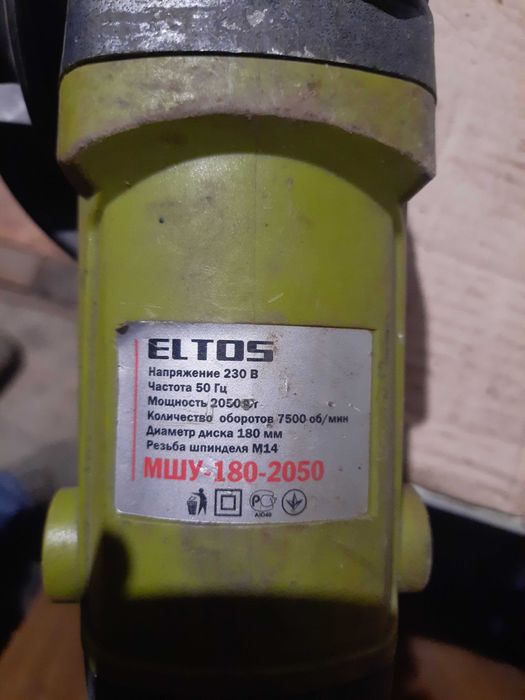 ELTOS
Напряжение 230 В
Частота 50 Гц
Мощность 2050 Вт
Количество оборотов 7500 об/мин
Диаметр диска 180 мм
Резьба шпинделя М14
МШУ-180-2050